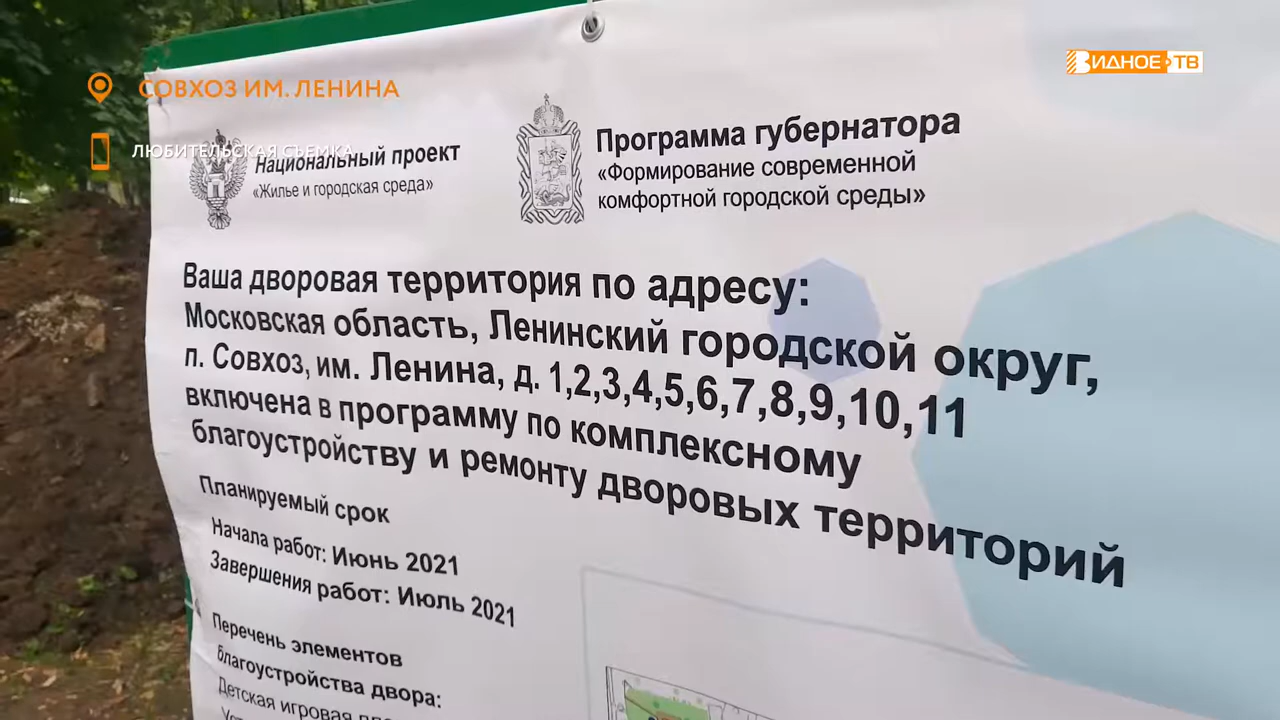 СОВХОЗ ИМ. ЛЕНИНА
ЛЮБИТЕЛЬСКАЯ СЪЕМКА
ВИДНОЕ ТВ
Национальный проект
«Жилье и городская среда»
Программа губернатора
«Формирование современной
комфортной городской среды»
Ваша дворовая территория по адресу:
Московская область, Ленинский городской округ,
п. Совхоз, им. Ленина, д. 1,2,3,4,5,6,7,8,9,10,11
включена в программу по комплексному
благоустройству и ремонту дворовых территорий
Планируемый срок
Начала работ: Июнь 2021
Завершения работ: Июль 2021
Перечень элементов
благоустройства двора:
Детская игровая